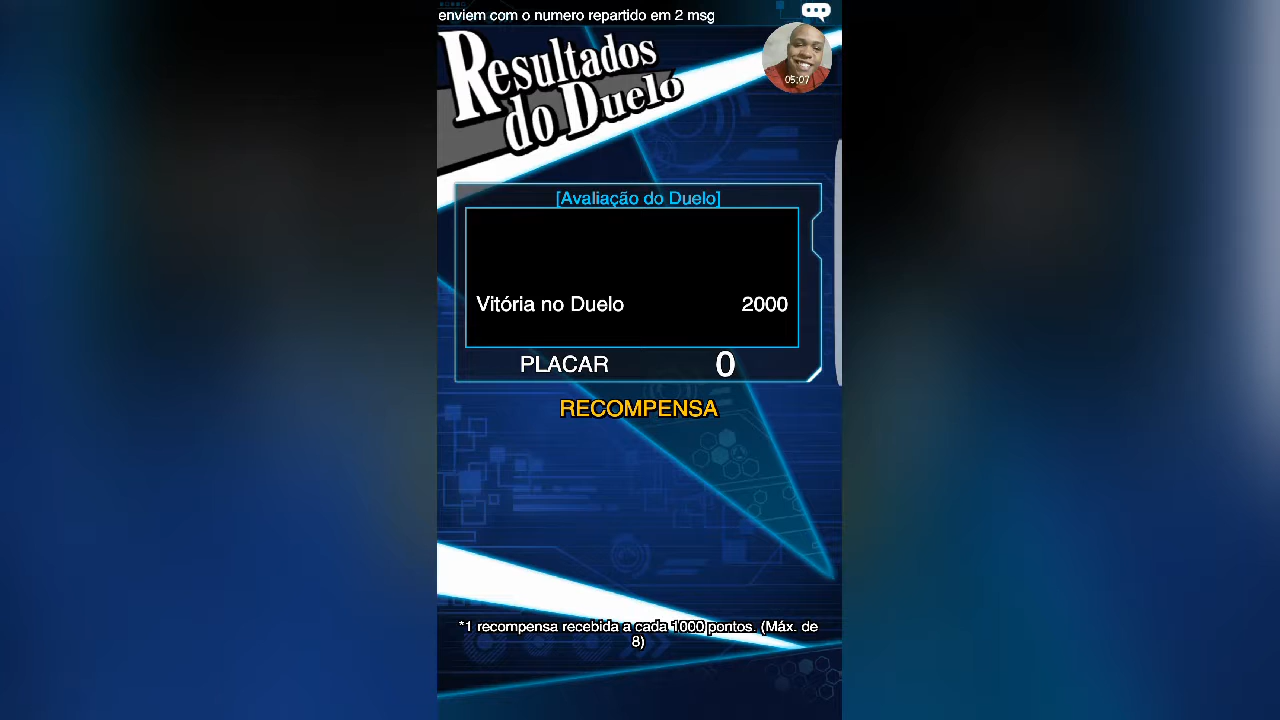 enviem com o numero repartido em 2 msg
Resultados
do Duelo
05:07
[Avaliação do Duelo]
Vitória no Duelo 2000
PLACAR 0
RECOMPENSA
*1 recompensa recebida a cada 1000 pontos. (Máx. de
8)